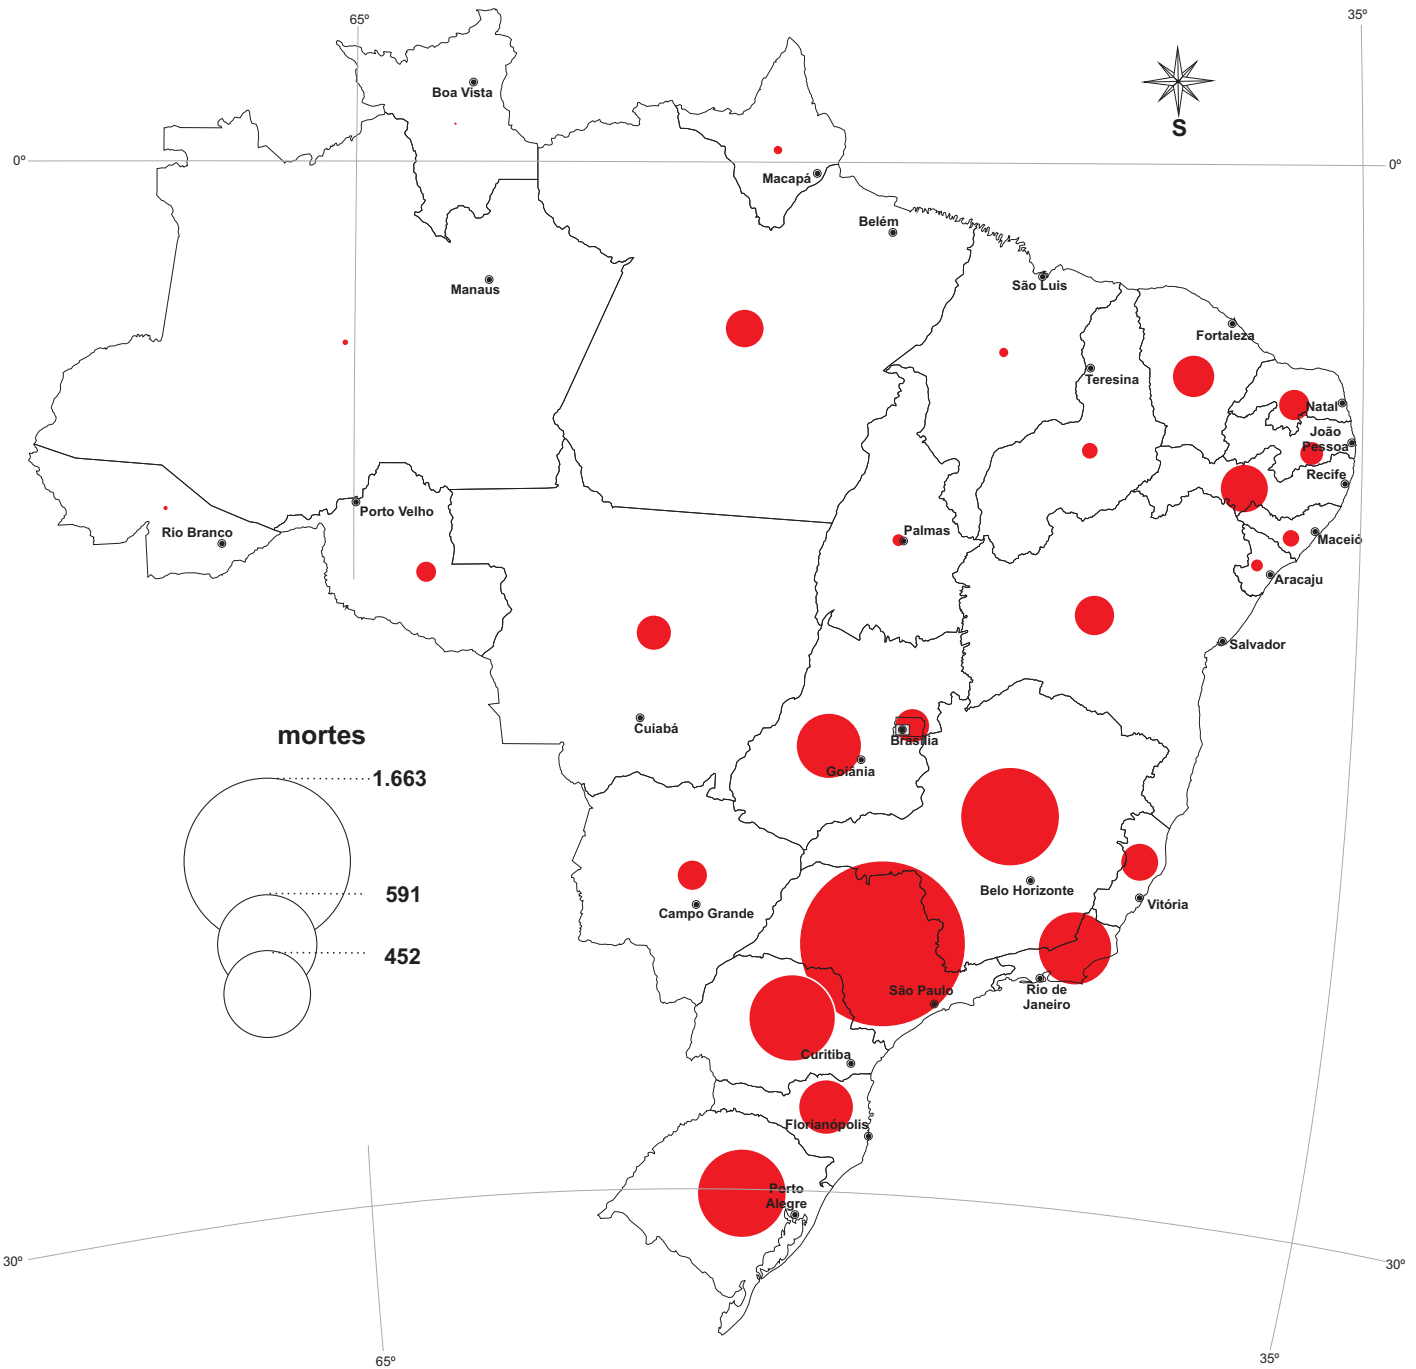 65º
35º
Boa Vista
S
0º
0º
Macapá
Belém
Manaus
São Luis
Fortaleza
Teresina
Natal
João
Pessoa
Recife
Porto Velho
Rio Branco
Palmas
Maceió
Aracaju
Salvador
Cuiabá
mortes
Brasília
Goiânia
1.663
591
452
Belo Horizonte
Vitória
Campo Grande
São Paulo
Rio de
Janeiro
Curitiba
Florianópolis
Porto
Alegre
30º
30º
65º
35º